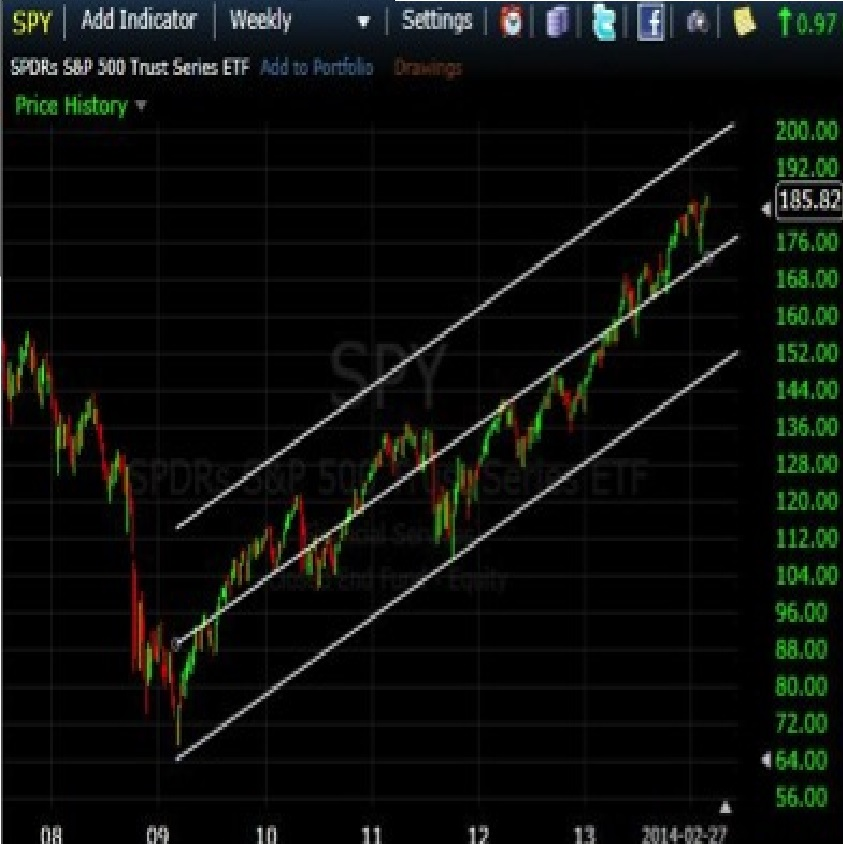 SPY Add Indicator Weekly Settings 0.97
SPDRs S&P 500 Trust Series ETF Add to Portfolio Drawings
Price History
200.00
192.00
185.82
176.00
168.00
160.00
152.00
SPY
144.00
136.00
128.00
SPDRs S&P 500 Trust Series ETF
120.00
112.00
104.00
End Fund - Equity
96.00
88.00
80.00
72.00
64.00
56.00
08 09 10 11 12 13 2014-02-27